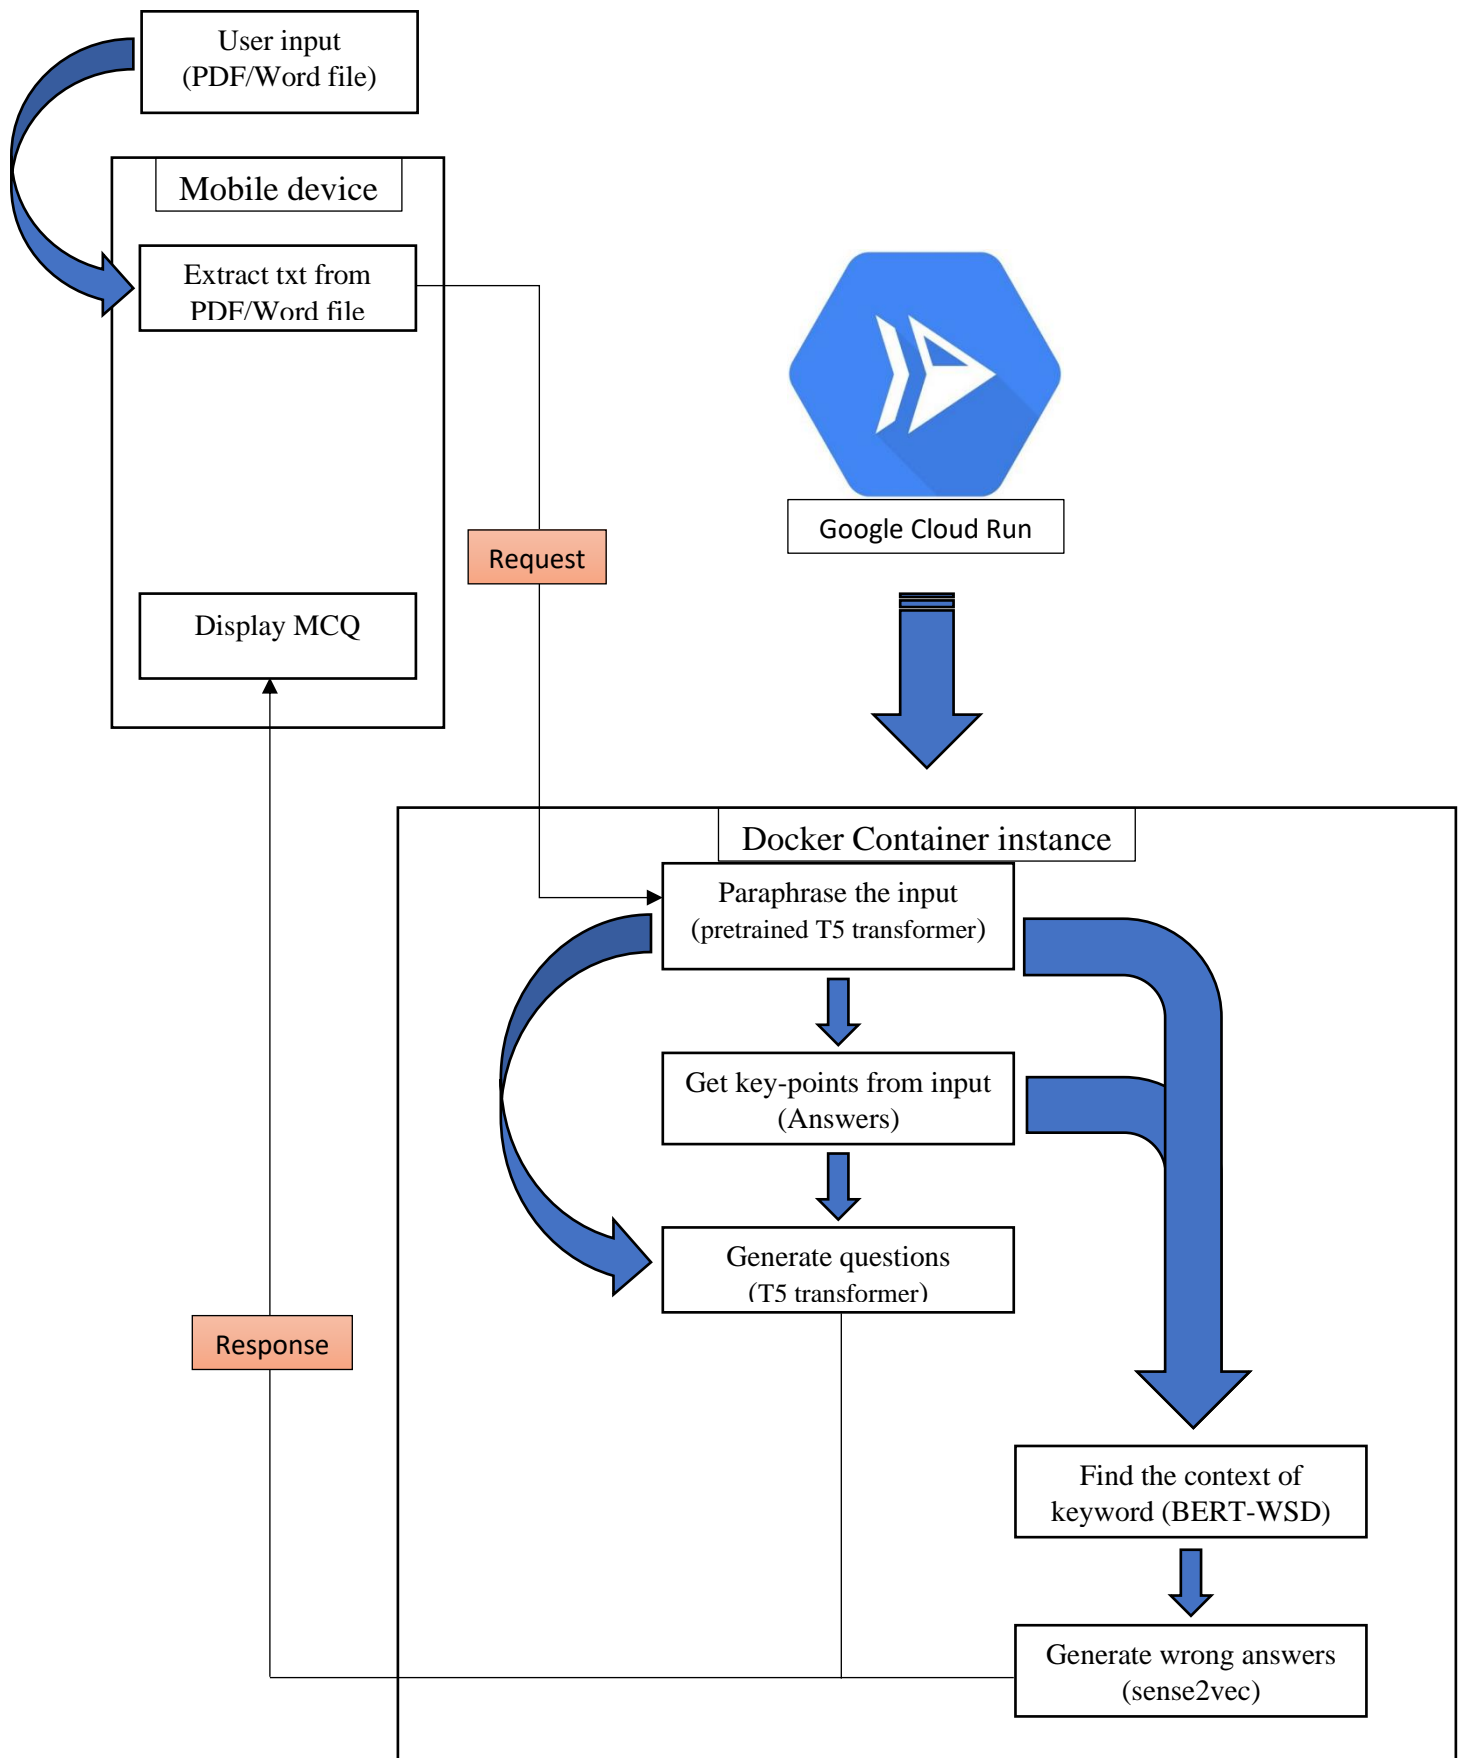 User input
(PDF/Word file)
Mobile device
Extract txt from
PDF/Word file
Google Cloud Run
Request
Display MCQ
Docker Container instance
Paraphrase the input
(pretrained T5 transformer)
Get key-points from input
(Answers)
Generate questions
(T5 transformer)
Response
Find the context of
keyword (BERT-WSD)
Generate wrong answers
(sense2vec)